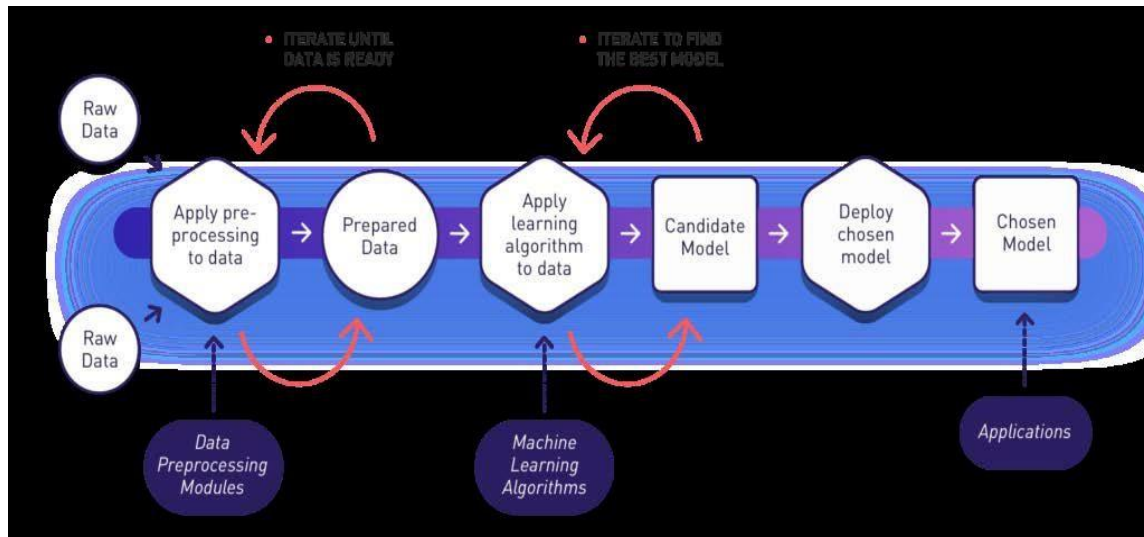 • ITERATE UNTIL
DATA IS READY
• ITERATE TO FIND
THE BEST MODEL
Raw
Data
Raw
Data
Apply pre-
processing
to data
Prepared
Data
Apply
learning
algorithm
to data
Candidate
Model
Deploy
chosen
model
Chosen
Model
Data
Preprocessing
Modules
Machine
Learning
Algorithms
Applications